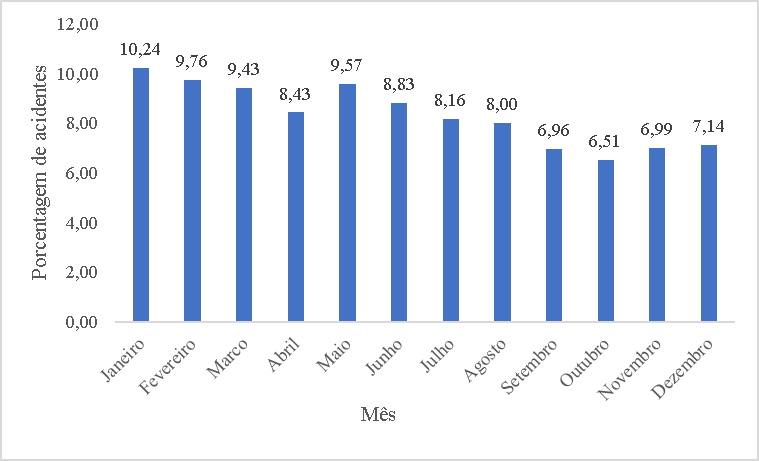 Porcentagem de acidentes
12,00
10,00
8,00
6,00
4,00
2,00
0,00
10,24
9,76
9,43
8,43
9,57
8,83
8,16
8,00
6,96
6,51
6,99
7,14
Janeiro
Fevereiro
Marco
Abril
Maio
Junho
Julho
Agosto
Setembro
Outubro
Novembro
Dezembro
Mês